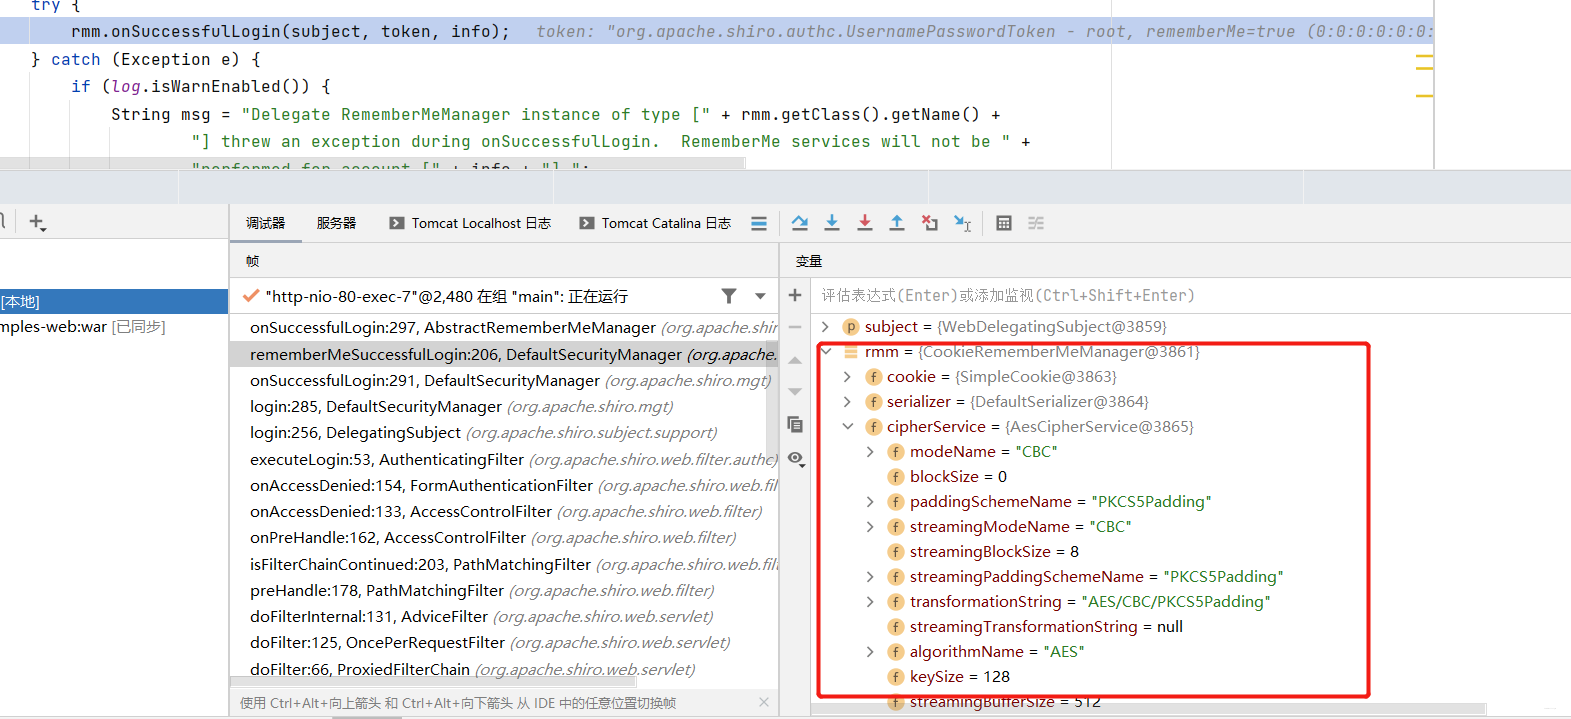 try {
rmm.onSuccessfulLogin(subject, token, info);   token: "org.apache.shiro.authc.UsernamePasswordToken - root, rememberMe=true (0:0:0:0:0:0:
} catch (Exception e) {
if (log.isWarnEnabled()) {
String msg = "Delegate RememberMeManager instance of type [" + rmm.getClass().getName() +
"] threw an exception during onSuccessfulLogin.  RememberMe services will not be " +
"performed for account [" + info + "].";
调试器 服务器 Tomcat Localhost 日志 Tomcat Catalina 日志
帧
变量
"http-nio-80-exec-7"@2,480 在组 "main": 正在运行
评估表达式(Enter)或添加监视(Ctrl+Shift+Enter)
[本地]
mples-web:war [已同步]
onSuccessfulLogin:297, AbstractRememberMeManager (org.apache.shir
rememberMeSuccessfulLogin:206, DefaultSecurityManager (org.apache.
onSuccessfulLogin:291, DefaultSecurityManager (org.apache.shiro.mgt)
login:285, DefaultSecurityManager (org.apache.shiro.mgt)
login:256, DelegatingSubject (org.apache.shiro.subject.support)
executeLogin:53, AuthenticatingFilter (org.apache.shiro.web.filter.authc)
onAccessDenied:154, FormAuthenticationFilter (org.apache.shiro.web.fil
onAccessDenied:133, AccessControlFilter (org.apache.shiro.web.filter)
onPreHandle:162, AccessControlFilter (org.apache.shiro.web.filter)
isFilterChainContinued:203, PathMatchingFilter (org.apache.shiro.web.fil
preHandle:178, PathMatchingFilter (org.apache.shiro.web.filter)
doFilterInternal:131, AdviceFilter (org.apache.shiro.web.servlet)
doFilter:125, OncePerRequestFilter (org.apache.shiro.web.servlet)
doFilter:66, ProxiedFilterChain (org.apache.shiro.web.servlet)
使用 Ctrl+Alt+向上箭头 和 Ctrl+Alt+向下箭头 从 IDE 中的任意位置切换帧
p subject = {WebDelegatingSubject@3859}
rmm = {CookieRememberMeManager@3861}
f cookie = {SimpleCookie@3863}
f serializer = {DefaultSerializer@3864}
f cipherService = {AesCipherService@3865}
f modeName = "CBC"
f blockSize = 0
f paddingSchemeName = "PKCS5Padding"
f streamingModeName = "CBC"
f streamingBlockSize = 8
f streamingPaddingSchemeName = "PKCS5Padding"
f transformationString = "AES/CBC/PKCS5Padding"
f streamingTransformationString = null
f algorithmName = "AES"
f keySize = 128
f streamingBufferSize = 512